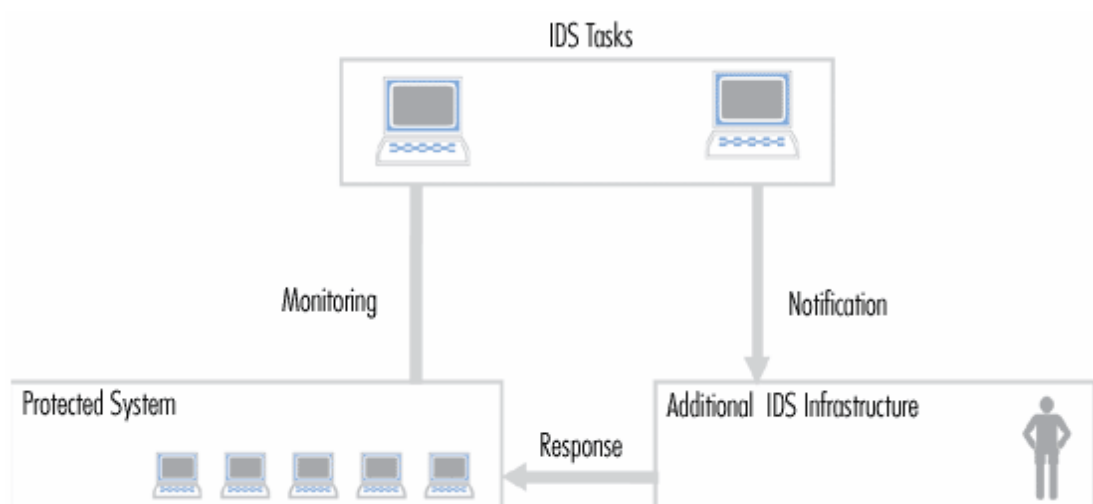 IDS Tasks
Monitoring
Notification
Protected System
Additional IDS Infrastructure
Response